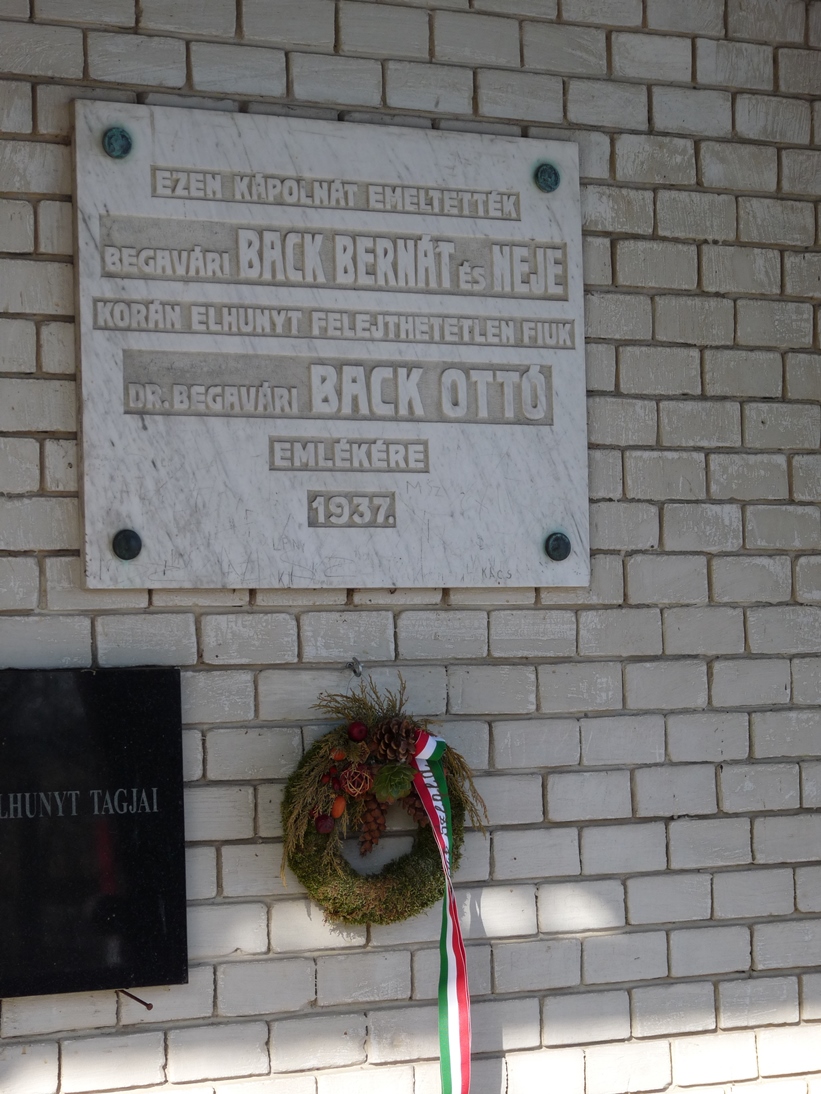 EZEN KÁPOLNÁT EMELTETTÉK
BEGAVÁRI BACK BERNÁT és NEJE
KORÁN ELHUNYT FELEJTHETETLEN FIUK
DR. BEGAVÁRI BACK OTTÓ
EMLÉKÉRE
1937.
KÁCS
LHUNYT TAGJAI